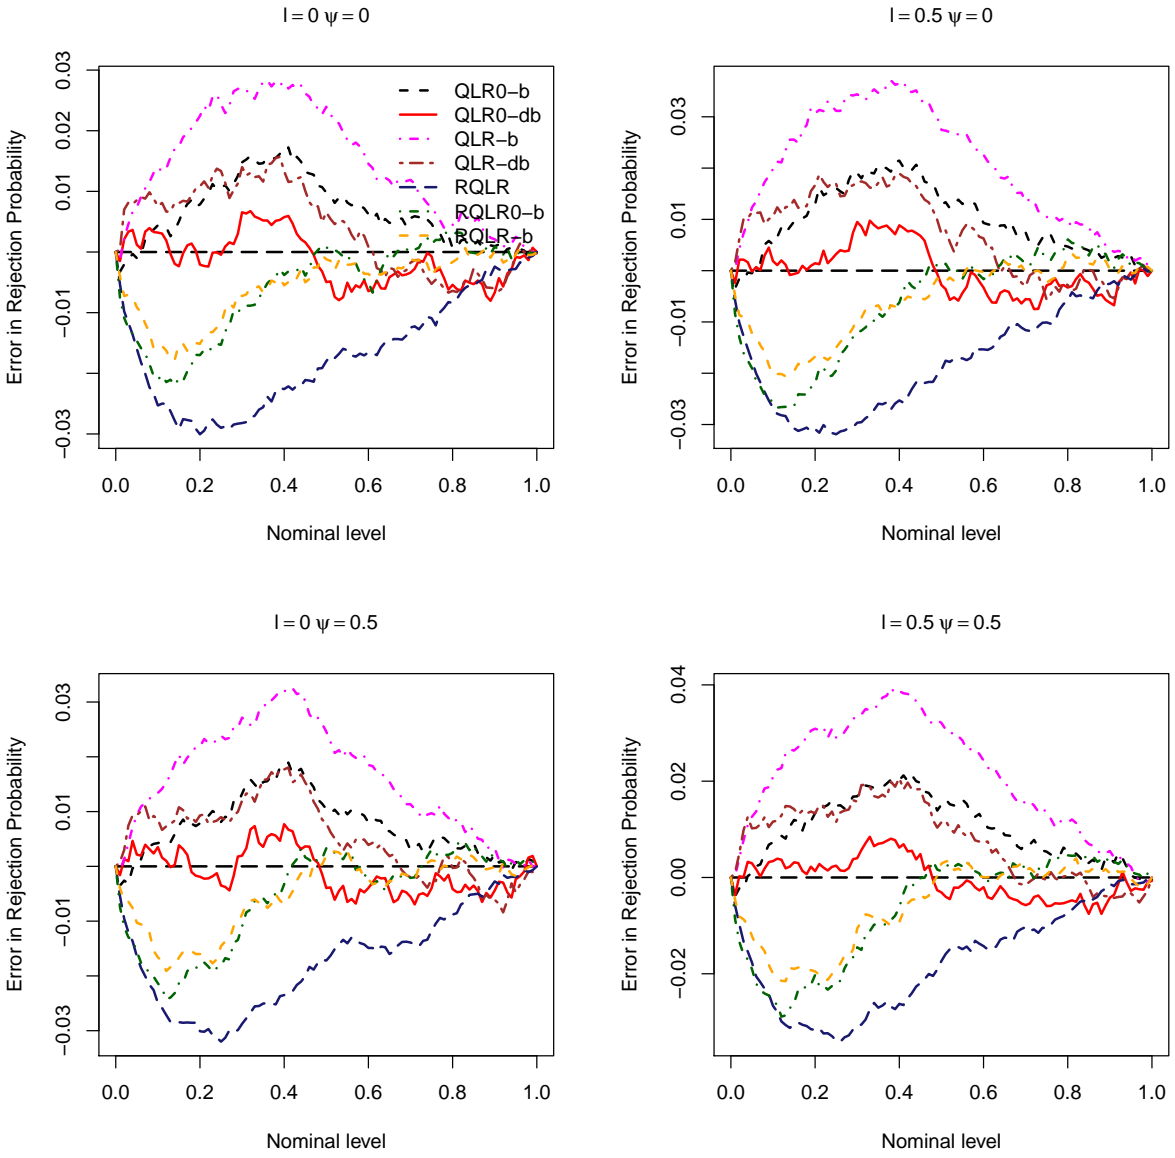 l = 0 ψ = 0
Error in Rejection Probability
0.03
0.02
0.01
−0.01
−0.03
QLR0−b
QLR0−db
QLR−b
QLR−db
RQLR
RQLR0−b
RQLR−b
0.0 0.2 0.4 0.6 0.8 1.0
Nominal level
l = 0.5 ψ = 0
Error in Rejection Probability
0.03
0.01
−0.01
−0.03
0.0 0.2 0.4 0.6 0.8 1.0
Nominal level
l = 0 ψ = 0.5
Error in Rejection Probability
0.03
0.01
−0.01
−0.03
0.0 0.2 0.4 0.6 0.8 1.0
Nominal level
l = 0.5 ψ = 0.5
Error in Rejection Probability
0.04
0.02
0.00
−0.02
0.0 0.2 0.4 0.6 0.8 1.0
Nominal level